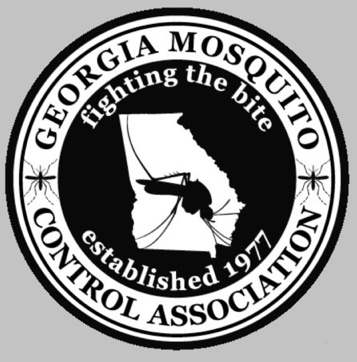 GEORGIA MOSQUITO
fighting the bite
established 1977
CONTROL ASSOCIATION